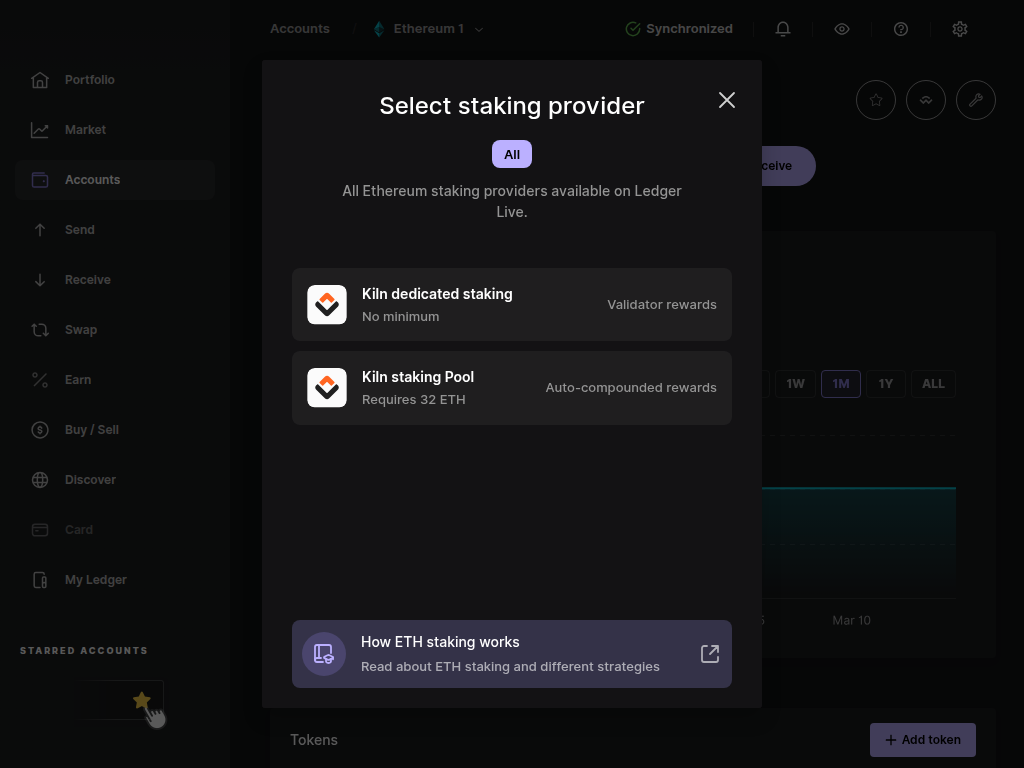 Accounts
Ethereum 1
Synchronized
Portfolio
Market
Accounts
Send
Receive
Swap
Earn
Buy / Sell
Discover
Card
My Ledger
STARRED ACCOUNTS
Select staking provider
All
All Ethereum staking providers available on Ledger
Live.
Kiln dedicated staking
No minimum
Validator rewards
Kiln staking Pool
Requires 32 ETH
Auto-compounded rewards
How ETH staking works
Read about ETH staking and different strategies
ceive
1W
1M
1Y
ALL
Mar 10
Tokens
Add token